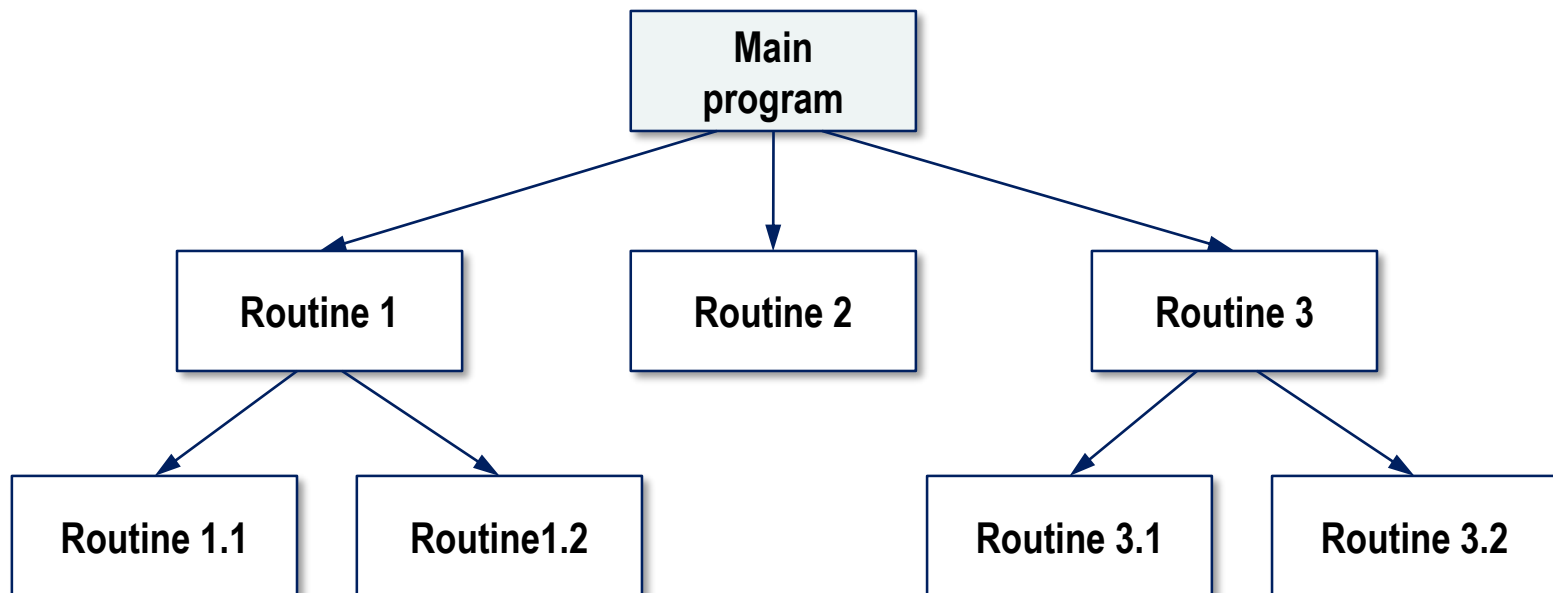 Main
program
Routine 1
Routine 2
Routine 3
Routine 1.1
Routine1.2
Routine 3.1
Routine 3.2